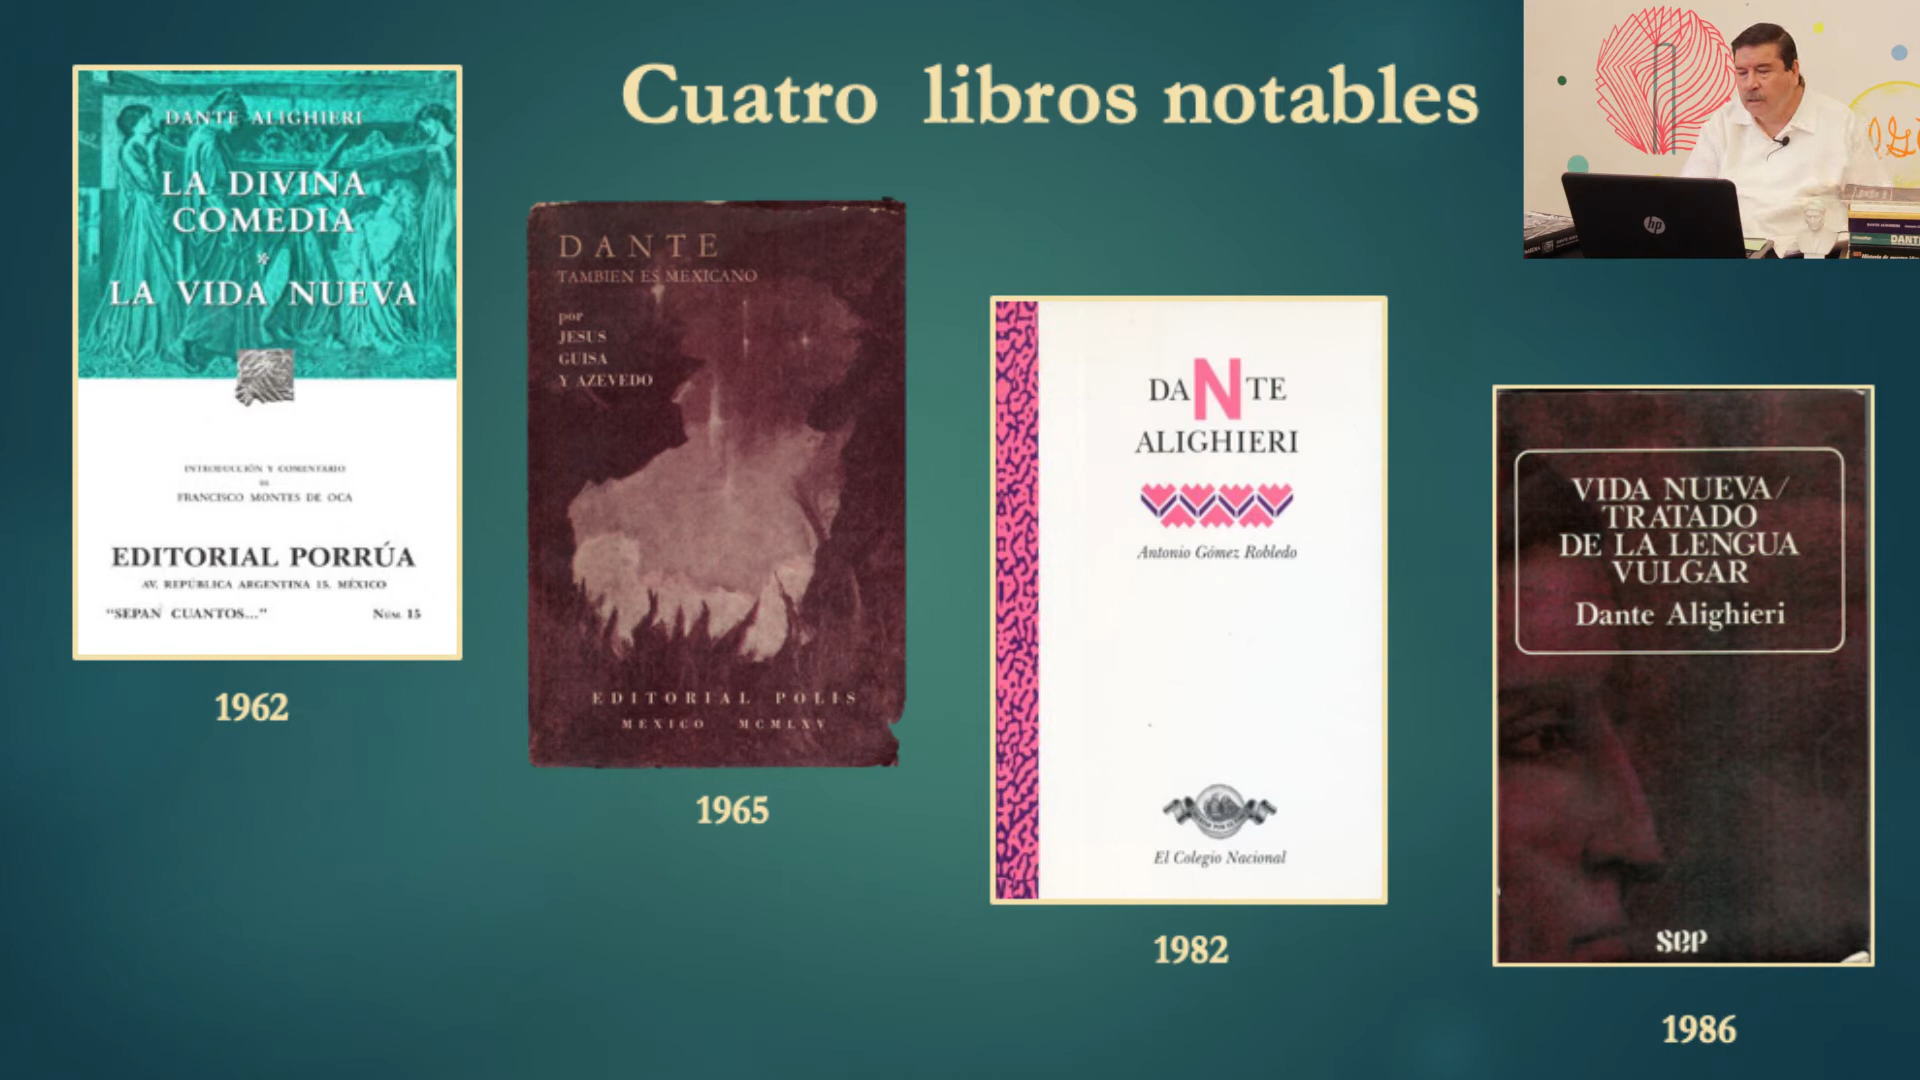 Cuatro libros notables
DANTE ALIGHIERI
LA DIVINA
COMEDIA
*
LA VIDA NUEVA
INTRODUCCIÓN Y COMENTARIO
DE
FRANCISCO MONTES DE OCA
EDITORIAL PORRÚA
AV. REPÚBLICA ARGENTINA 15. MÉXICO
"SEPAN CUANTOS..." NÚM. 15
1962
DANTE
TAMBIEN ES MEXICANO
por
JESUS
GUISA
Y AZEVEDO
EDITORIAL POLIS
MEXICO MCMLXV
1965
DANTE
ALIGHIERI
Antonio Gómez Robledo
El Colegio Nacional
1982
VIDA NUEVA/
TRATADO
DE LA LENGUA
VULGAR
Dante Alighieri
sep
1986
hp
DANTE